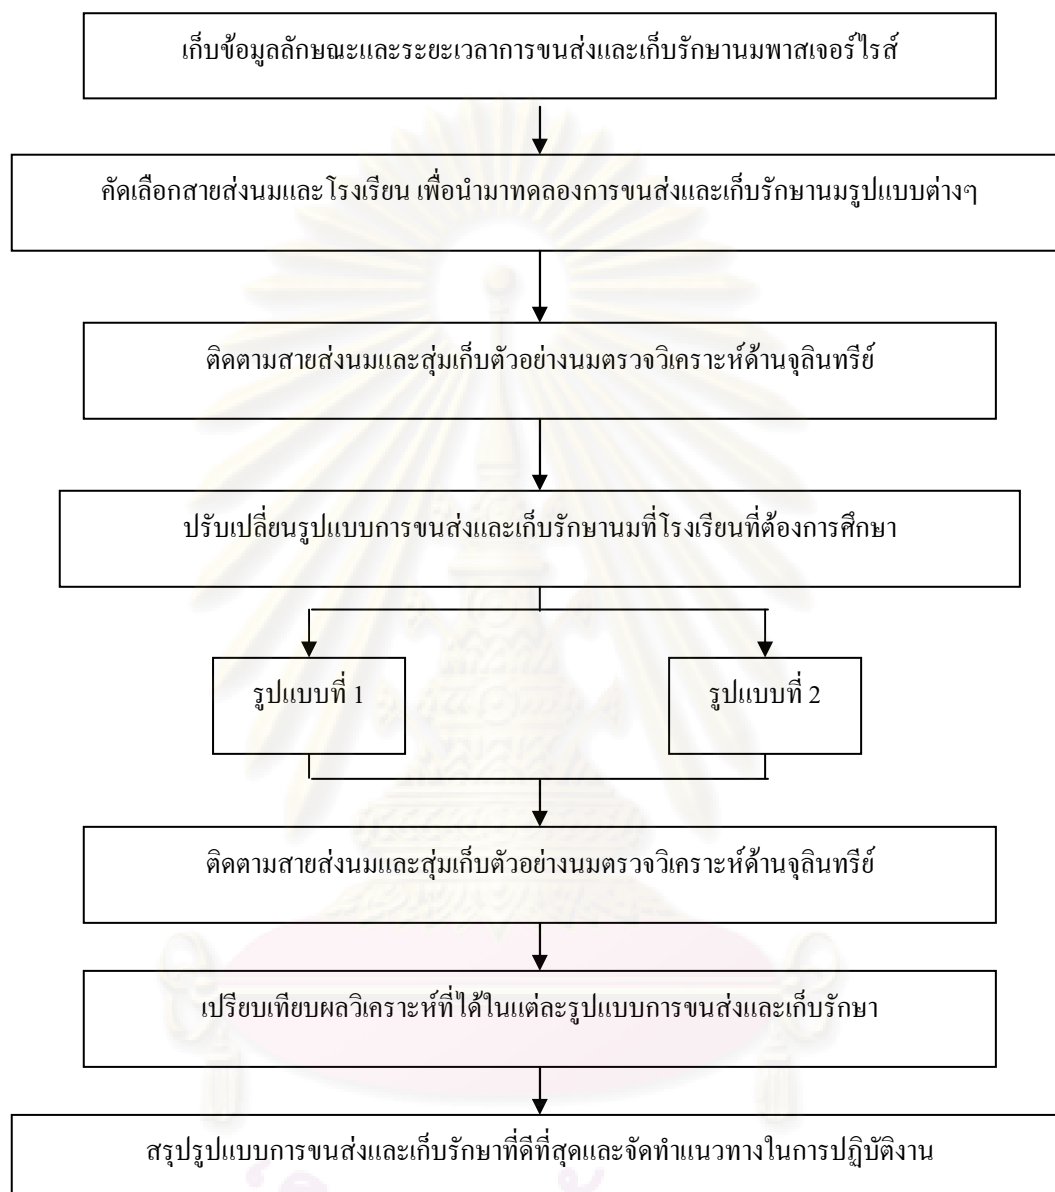 เก็บข้อมูลลักษณะและระยะเวลาการขนส่งและเก็บรักษานมพาสเจอร์ไรส์
คัดเลือกสายส่งนมและโรงเรียน เพื่อนำมาทดลองการขนส่งและเก็บรักษานมรูปแบบต่างๆ
ติดตามสายส่งนมและสุ่มเก็บตัวอย่างนมตรวจวิเคราะห์ด้านจุลินทรีย์
ปรับเปลี่ยนรูปแบบการขนส่งและเก็บรักษานมที่โรงเรียนที่ต้องการศึกษา
รูปแบบที่ 1
รูปแบบที่ 2
ติดตามสายส่งนมและสุ่มเก็บตัวอย่างนมตรวจวิเคราะห์ด้านจุลินทรีย์
เปรียบเทียบผลวิเคราะห์ที่ได้ในแต่ละรูปแบบการขนส่งและเก็บรักษา
สรุปรูปแบบการขนส่งและเก็บรักษาที่ดีที่สุดและจัดทำแนวทางในการปฏิบัติงาน